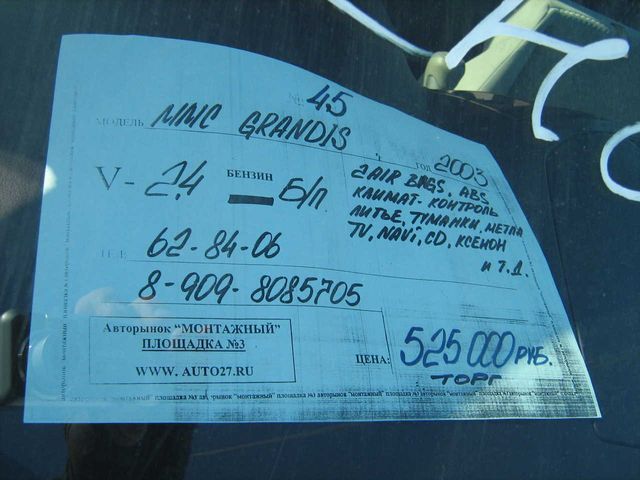 № 45
МОДЕЛЬ ММС GRANDIS ГОД 2003
V- 2,4 БЕНЗИН Б/П
2 AIR BAGS, ABS
КЛИМАТ-КОНТРОЛЬ
ЛИТЬЕ, ТУМАНКИ, МЕТЛА
TV, NAVi, CD, КСЕНОН
и т.д.
ТЕЛ 62-84-06
8-909-8085705
Авторынок "МОНТАЖНЫЙ"
ПЛОЩАДКА №3
WWW. AUTO27.RU
ЦЕНА: 525 000 РУБ.
ТОРГ